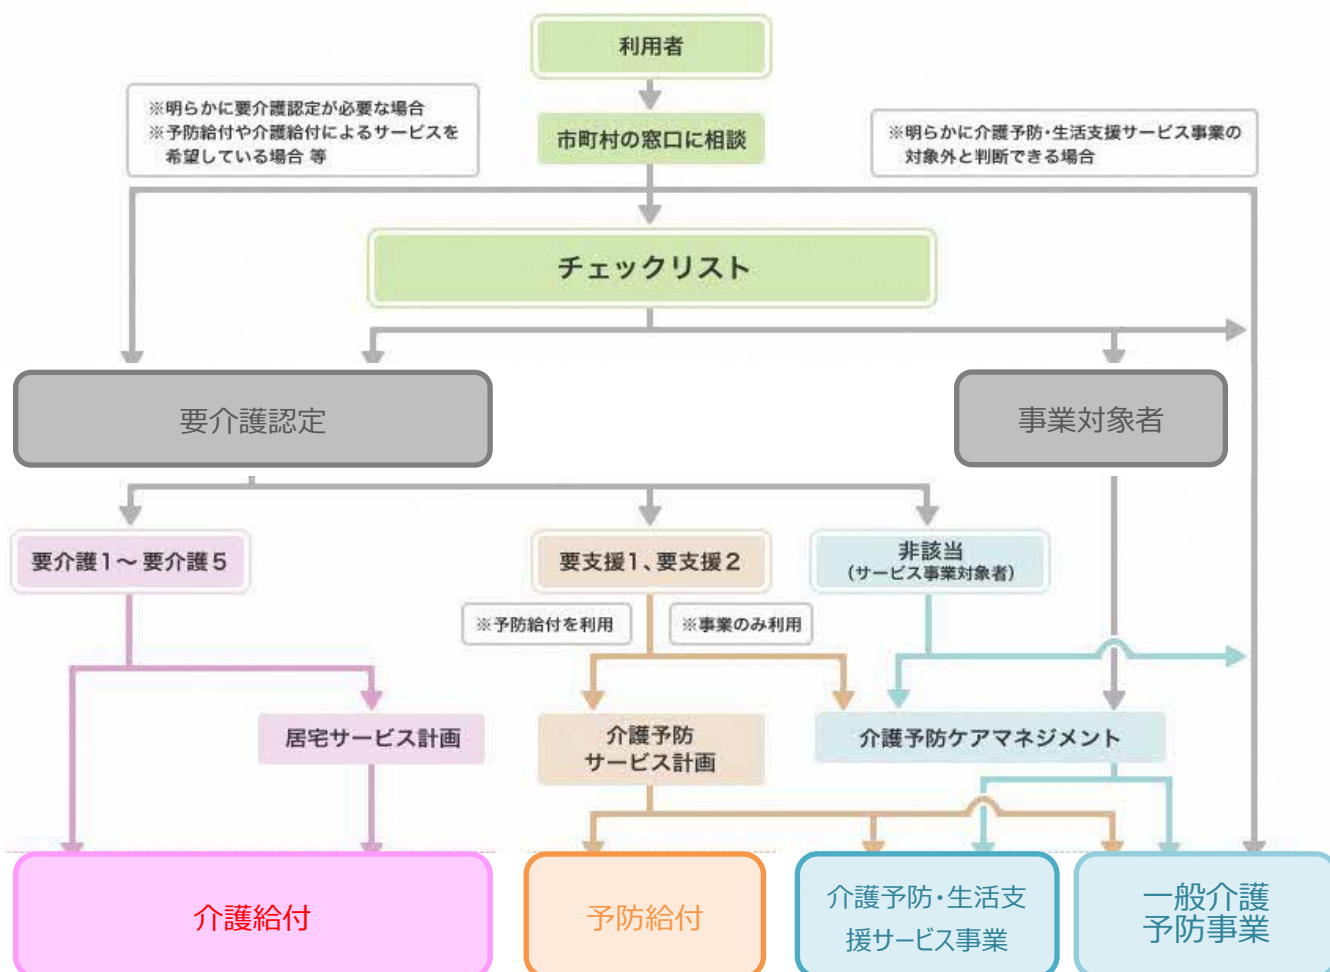 利用者
※明らかに要介護認定が必要な場合
※予防給付や介護給付によるサービスを
希望している場合 等
市町村の窓口に相談
※明らかに介護予防・生活支援サービス事業の
対象外と判断できる場合
チェックリスト
要介護認定
事業対象者
要介護1～要介護5
要支援1、要支援2
非該当
(サービス事業対象者)
※予防給付を利用
※事業のみ利用
居宅サービス計画
介護予防
サービス計画
介護予防ケアマネジメント
介護給付
予防給付
介護予防・生活支
援サービス事業
一般介護
予防事業